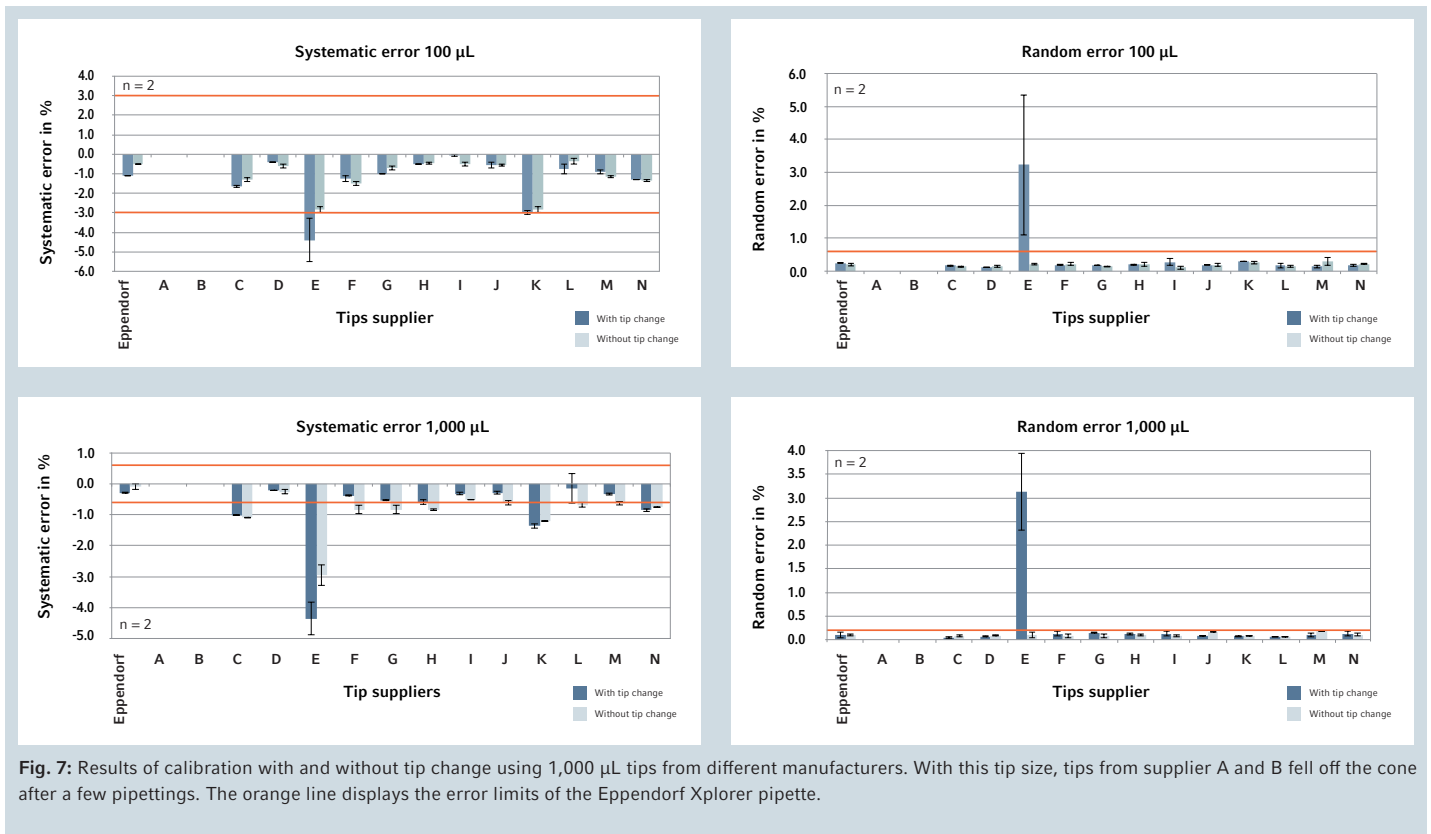 Systematic error 100 µL
Systematic error in %
4.0
3.0
2.0
1.0
0.0
-1.0
-2.0
-3.0
-4.0
-5.0
-6.0
n = 2
Eppendorf A B C D E F G H I J K L M N
Tips supplier
With tip change
Without tip change
Random error 100 µL
Random error in %
6.0
5.0
4.0
3.0
2.0
1.0
0.0
n = 2
Eppendorf A B C D E F G H I J K L M N
Tips supplier
With tip change
Without tip change
Systematic error 1,000 µL
Systematic error in %
1.0
0.0
-1.0
-2.0
-3.0
-4.0
-5.0
n = 2
Eppendorf A B C D E F G H I J K L M N
Tip suppliers
With tip change
Without tip change
Random error 1,000 µL
Random error in %
4.0
3.5
3.0
2.5
2.0
1.5
1.0
0.5
0.0
n = 2
Eppendorf A B C D E F G H I J K L M N
Tips supplier
With tip change
Without tip change
Fig. 7: Results of calibration with and without tip change using 1,000 µL tips from different manufacturers. With this tip size, tips from supplier A and B fell off the cone
after a few pipettings. The orange line displays the error limits of the Eppendorf Xplorer pipette.